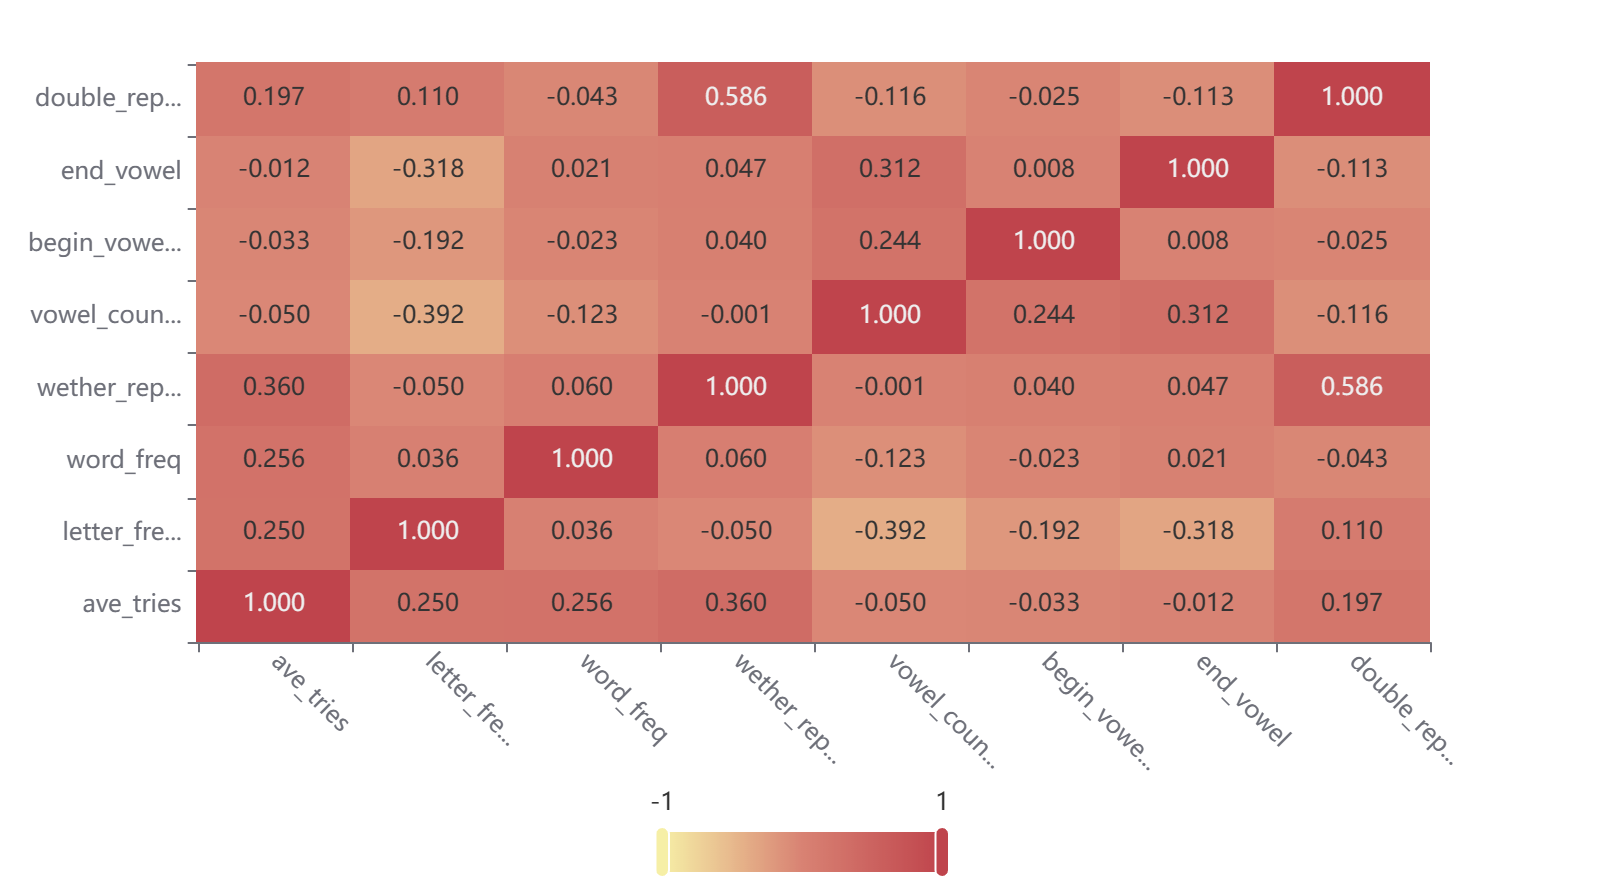 double_rep... 0.197 0.110 -0.043 0.586 -0.116 -0.025 -0.113 1.000
end_vowel -0.012 -0.318 0.021 0.047 0.312 0.008 1.000 -0.113
begin_vowe... -0.033 -0.192 -0.023 0.040 0.244 1.000 0.008 -0.025
vowel_coun... -0.050 -0.392 -0.123 -0.001 1.000 0.244 0.312 -0.116
wether_rep... 0.360 -0.050 0.060 1.000 -0.001 0.040 0.047 0.586
word_freq 0.256 0.036 1.000 0.060 -0.123 -0.023 0.021 -0.043
letter_fre... 0.250 1.000 0.036 -0.050 -0.392 -0.192 -0.318 0.110
ave_tries 1.000 0.250 0.256 0.360 -0.050 -0.033 -0.012 0.197
ave_tries letter_fre... word_freq wether_rep... vowel_coun... begin_vowe... end_vowel double_rep...
-1 1